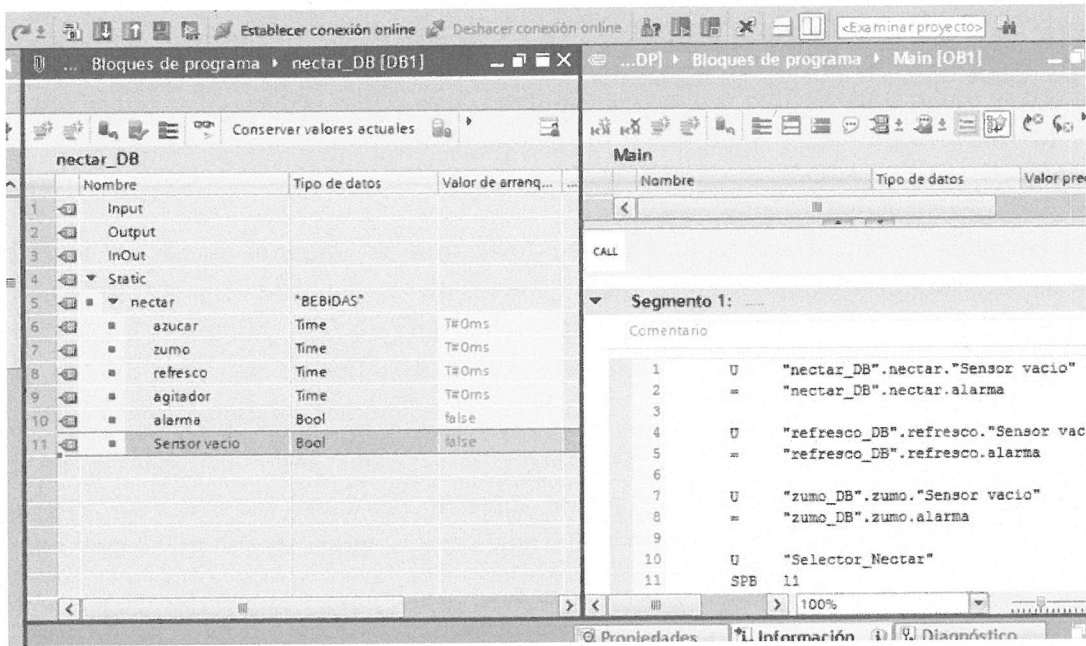 Establecer conexión online Deshacer conexión online <Examinar proyecto>
... Bloques de programa ▸ nectar_DB [DB1]
...DP] ▸ Bloques de programa ▸ Main [OB1]
Conservar valores actuales
nectar_DB
Nombre Tipo de datos Valor de arranq...
1 Input
2 Output
3 InOut
4 Static
5 nectar "BEBIDAS"
6 azucar Time T#0ms
7 zumo Time T#0ms
8 refresco Time T#0ms
9 agitador Time T#0ms
10 alarma Bool false
11 Sensor vacio Bool false
Main
Nombre Tipo de datos Valor pre
CALL
Segmento 1: .....
Comentario
1 U "nectar_DB".nectar."Sensor vacio"
2 = "nectar_DB".nectar.alarma
3
4 U "refresco_DB".refresco."Sensor vac
5 = "refresco_DB".refresco.alarma
6
7 U "zumo_DB".zumo."Sensor vacio"
8 = "zumo_DB".zumo.alarma
9
10 U "Selector_Nectar"
11 SPB l1
100%
Propiedades Información Diagnóstico